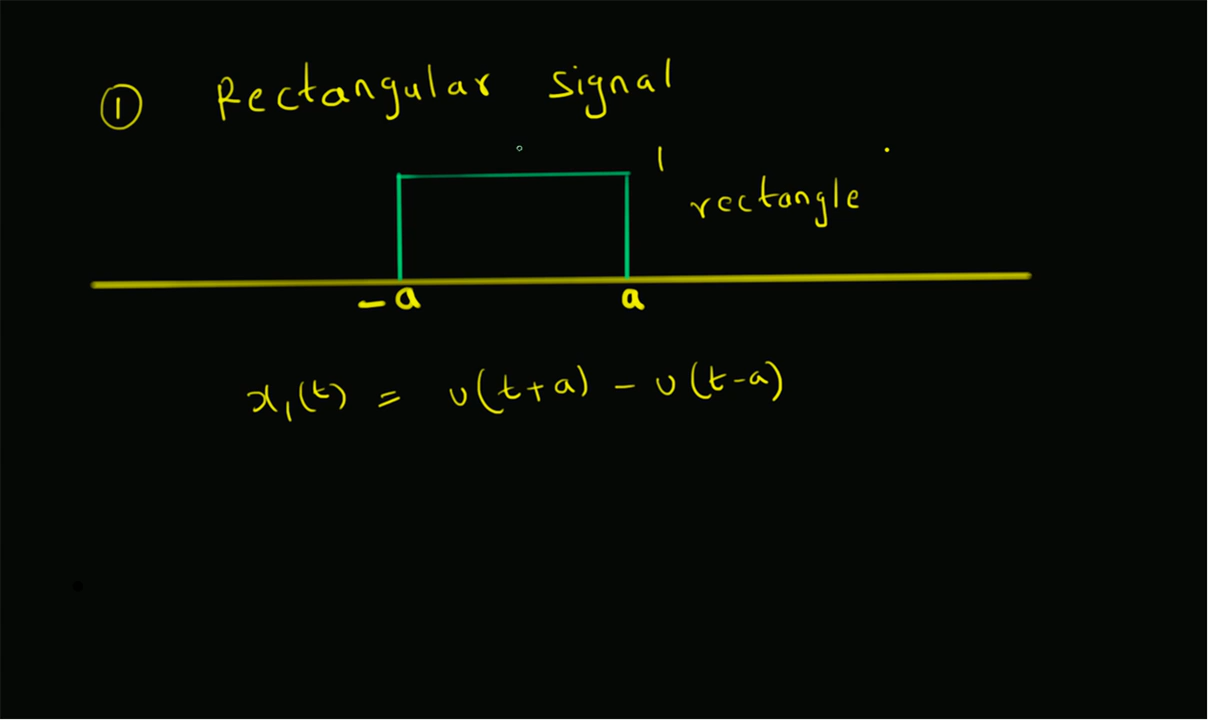 ① Rectangular Signal
1
rectangle
-a a
x₁(t) = u(t+a) - u(t-a)